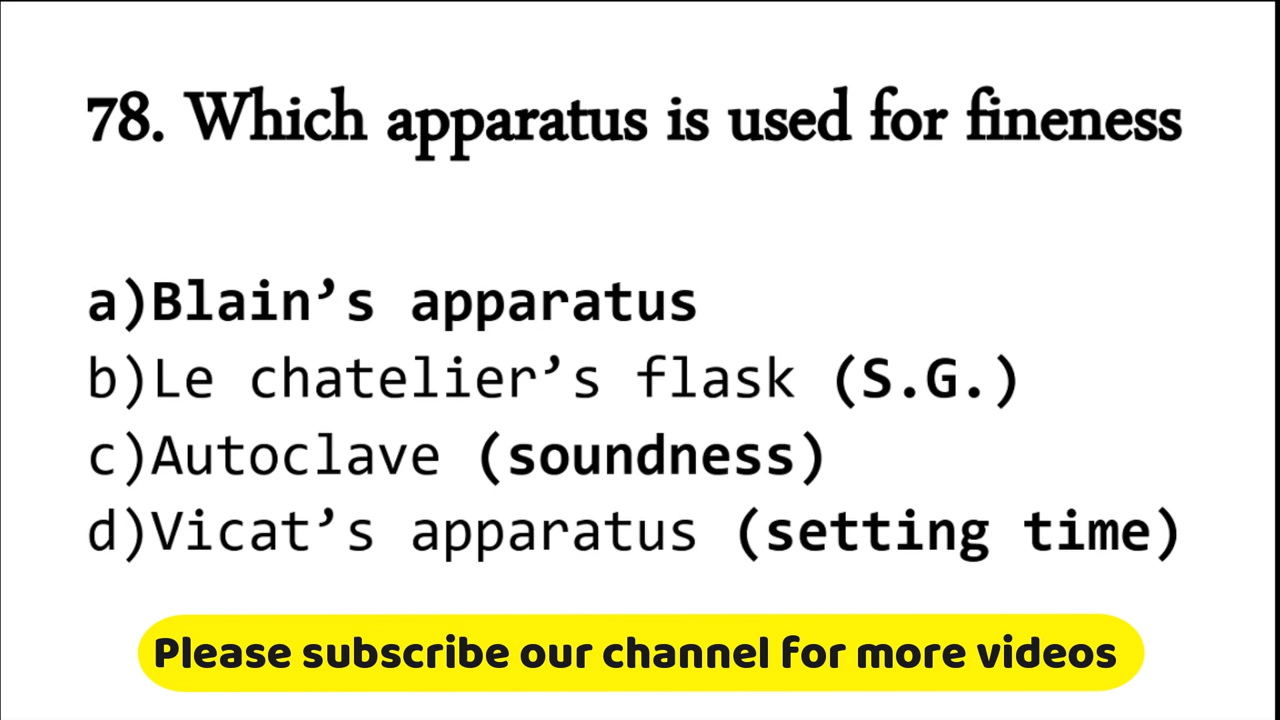 78. Which apparatus is used for fineness
a)Blain’s apparatus
b)Le chatelier’s flask (S.G.)
c)Autoclave (soundness)
d)Vicat’s apparatus (setting time)
Please subscribe our channel for more videos